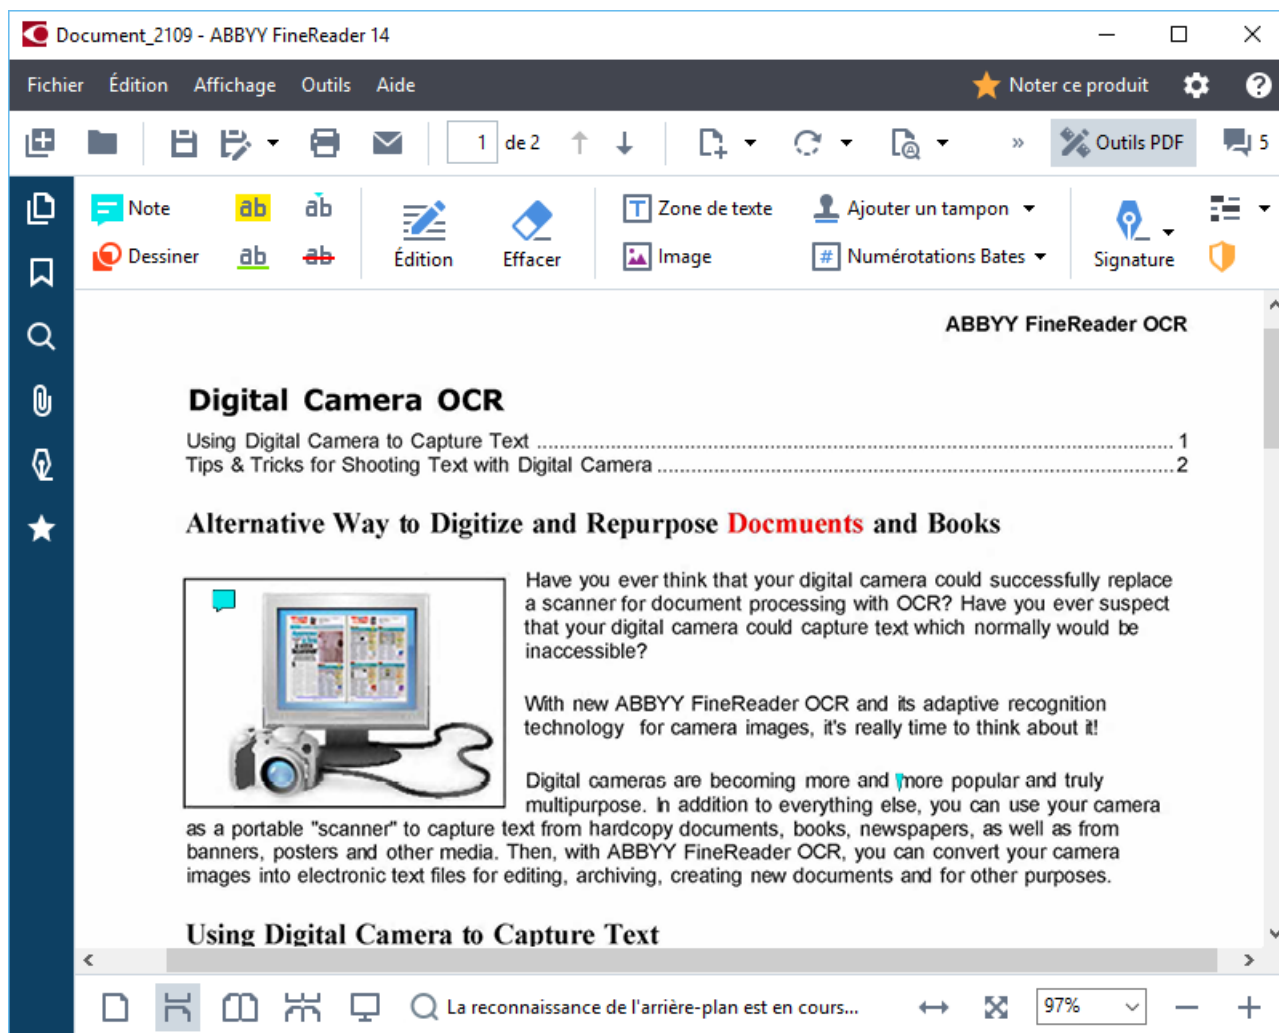 Document_2109 - ABBYY FineReader 14
Fichier Édition Affichage Outils Aide Noter ce produit
1 de 2 Outils PDF 5
Note ab ab Zone de texte Ajouter un tampon
Dessiner ab ab Édition Effacer Image # Numérotations Bates Signature
ABBYY FineReader OCR
Digital Camera OCR
Using Digital Camera to Capture Text ........ 1
Tips & Tricks for Shooting Text with Digital Camera ........ 2
Alternative Way to Digitize and Repurpose Docmuents and Books
Have you ever think that your digital camera could successfully replace
a scanner for document processing with OCR? Have you ever suspect
that your digital camera could capture text which normally would be
inaccessible?
With new ABBYY FineReader OCR and its adaptive recognition
technology for camera images, it's really time to think about it!
Digital cameras are becoming more and more popular and truly
multipurpose. In addition to everything else, you can use your camera
as a portable "scanner" to capture text from hardcopy documents, books, newspapers, as well as from
banners, posters and other media. Then, with ABBYY FineReader OCR, you can convert your camera
images into electronic text files for editing, archiving, creating new documents and for other purposes.
Using Digital Camera to Capture Text
La reconnaissance de l'arrière-plan est en cours... 97%